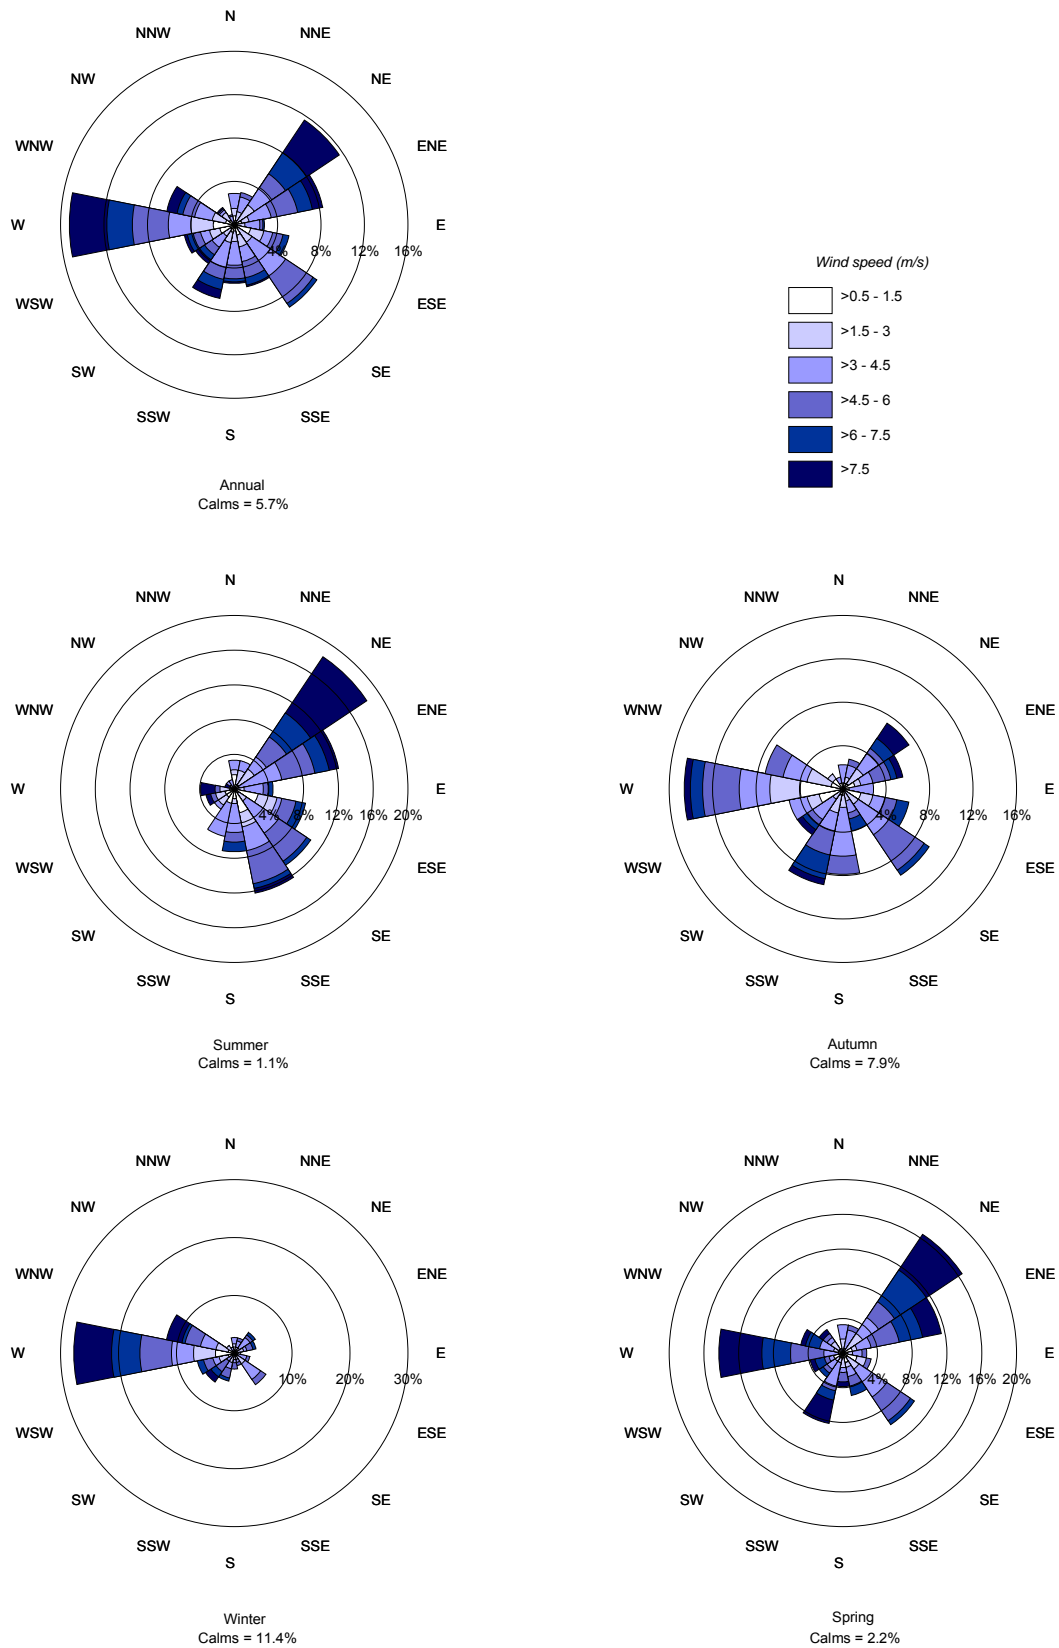 N
NNW
NNE
NW
NE
WNW
ENE
W
E
4%
8%
12%
16%
WSW
ESE
SW
SE
SSW
SSE
S
Annual
Calms = 5.7%
Wind speed (m/s)
>0.5 - 1.5
>1.5 - 3
>3 - 4.5
>4.5 - 6
>6 - 7.5
>7.5
N
NNW
NNE
NW
NE
WNW
ENE
W
E
4%
8%
12%
16%
20%
WSW
ESE
SW
SE
SSW
SSE
S
Summer
Calms = 1.1%
N
NNW
NNE
NW
NE
WNW
ENE
W
E
4%
8%
12%
16%
WSW
ESE
SW
SE
SSW
SSE
S
Autumn
Calms = 7.9%
N
NNW
NNE
NW
NE
WNW
ENE
W
E
10%
20%
30%
WSW
ESE
SW
SE
SSW
SSE
S
Winter
Calms = 11.4%
N
NNW
NNE
NW
NE
WNW
ENE
W
E
4%
8%
12%
16%
20%
WSW
ESE
SW
SE
SSW
SSE
S
Spring
Calms = 2.2%